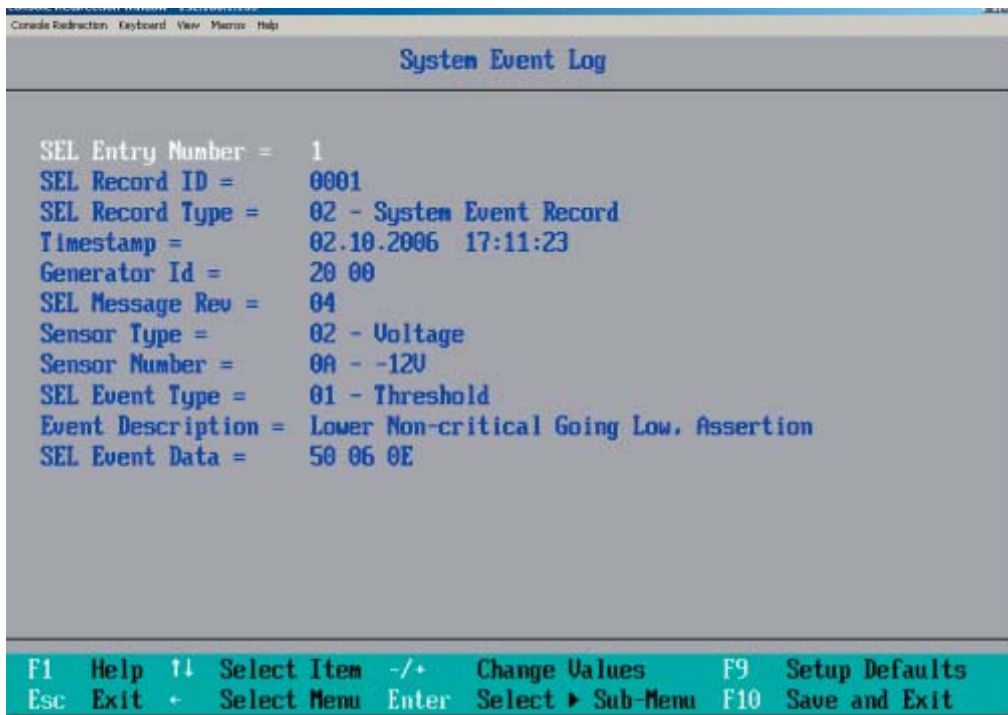 Console Redirection Keyboard View Macros Help
System Event Log
SEL Entry Number = 1
SEL Record ID = 0001
SEL Record Type = 02 - System Event Record
Timestamp = 02.10.2006 17:11:23
Generator Id = 20 00
SEL Message Rev = 04
Sensor Type = 02 - Voltage
Sensor Number = 0A - -12V
SEL Event Type = 01 - Threshold
Event Description = Lower Non-critical Going Low, Assertion
SEL Event Data = 50 06 0E
F1 Help ↑↓ Select Item -/+ Change Values F9 Setup Defaults
Esc Exit ← Select Menu Enter Select ▶ Sub-Menu F10 Save and Exit